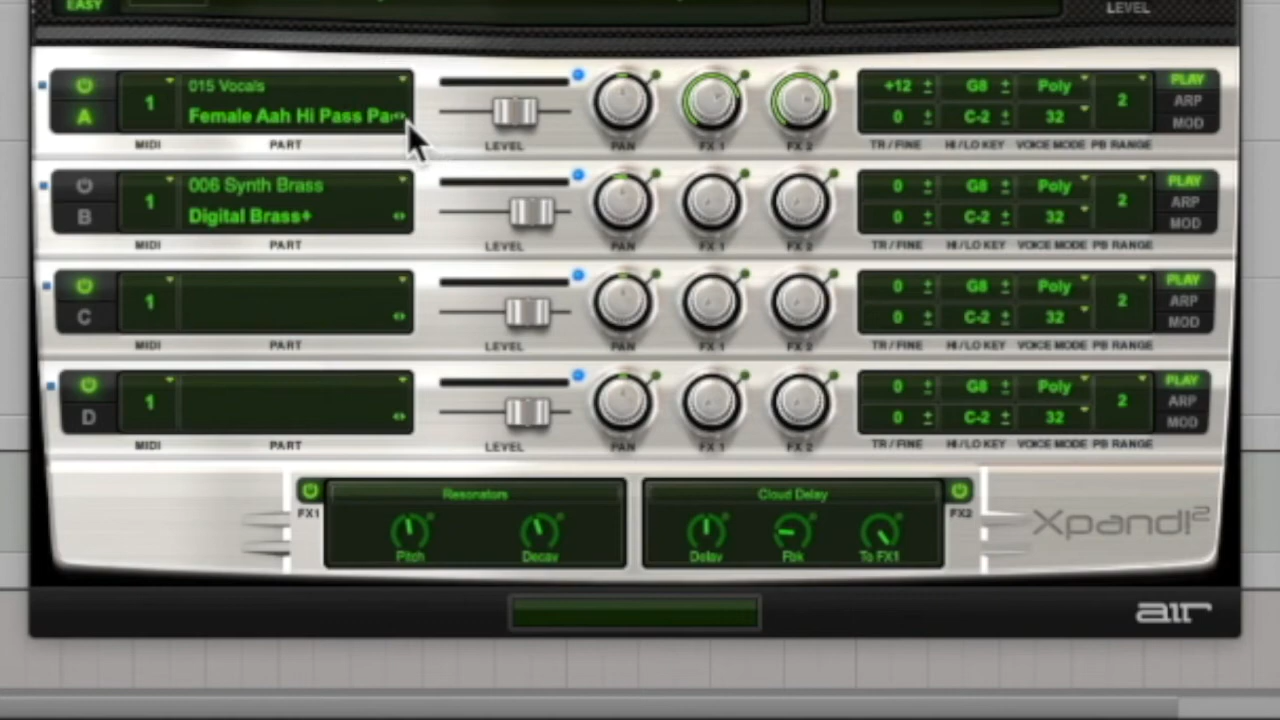 EASY
LEVEL
015 Vocals
1
Female Aah Hi Pass
A
MIDI PART LEVEL PAN FX 1 FX 2
+12 G8 Poly 2 PLAY
0 C-2 32 ARP
MOD
TR / FINE HI / LO KEY VOICE MODE PB RANGE
006 Synth Brass
1
Digital Brass+
B
MIDI PART LEVEL PAN FX 1 FX 2
0 G8 Poly 2 PLAY
0 C-2 32 ARP
MOD
TR / FINE HI / LO KEY VOICE MODE PB RANGE
1
C
MIDI PART LEVEL PAN FX 1 FX 2
0 G8 Poly 2 PLAY
0 C-2 32 ARP
MOD
TR / FINE HI / LO KEY VOICE MODE PB RANGE
1
D
MIDI PART LEVEL PAN FX 1 FX 2
0 G8 Poly 2 PLAY
0 C-2 32 ARP
MOD
TR / FINE HI / LO KEY VOICE MODE PB RANGE
FX1 Resonators
Pitch Decay
Cloud Delay FX2
Delay Fbk To FX1
Xpand!²
air